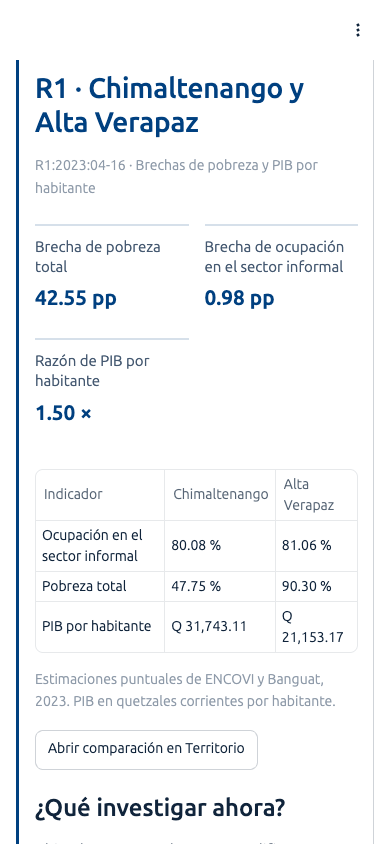 R1 · Chimaltenango y
Alta Verapaz
R1:2023:04-16 · Brechas de pobreza y PIB por
habitante
Brecha de pobreza
total
42.55 pp
Brecha de ocupación
en el sector informal
0.98 pp
Razón de PIB por
habitante
1.50 ×
Indicador
Chimaltenango
Alta
Verapaz
Ocupación en el
sector informal
80.08 %
81.06 %
Pobreza total
47.75 %
90.30 %
PIB por habitante
Q 31,743.11
Q
21,153.17
Estimaciones puntuales de ENCOVI y Banguat,
2023. PIB en quetzales corrientes por habitante.
Abrir comparación en Territorio
¿Qué investigar ahora?